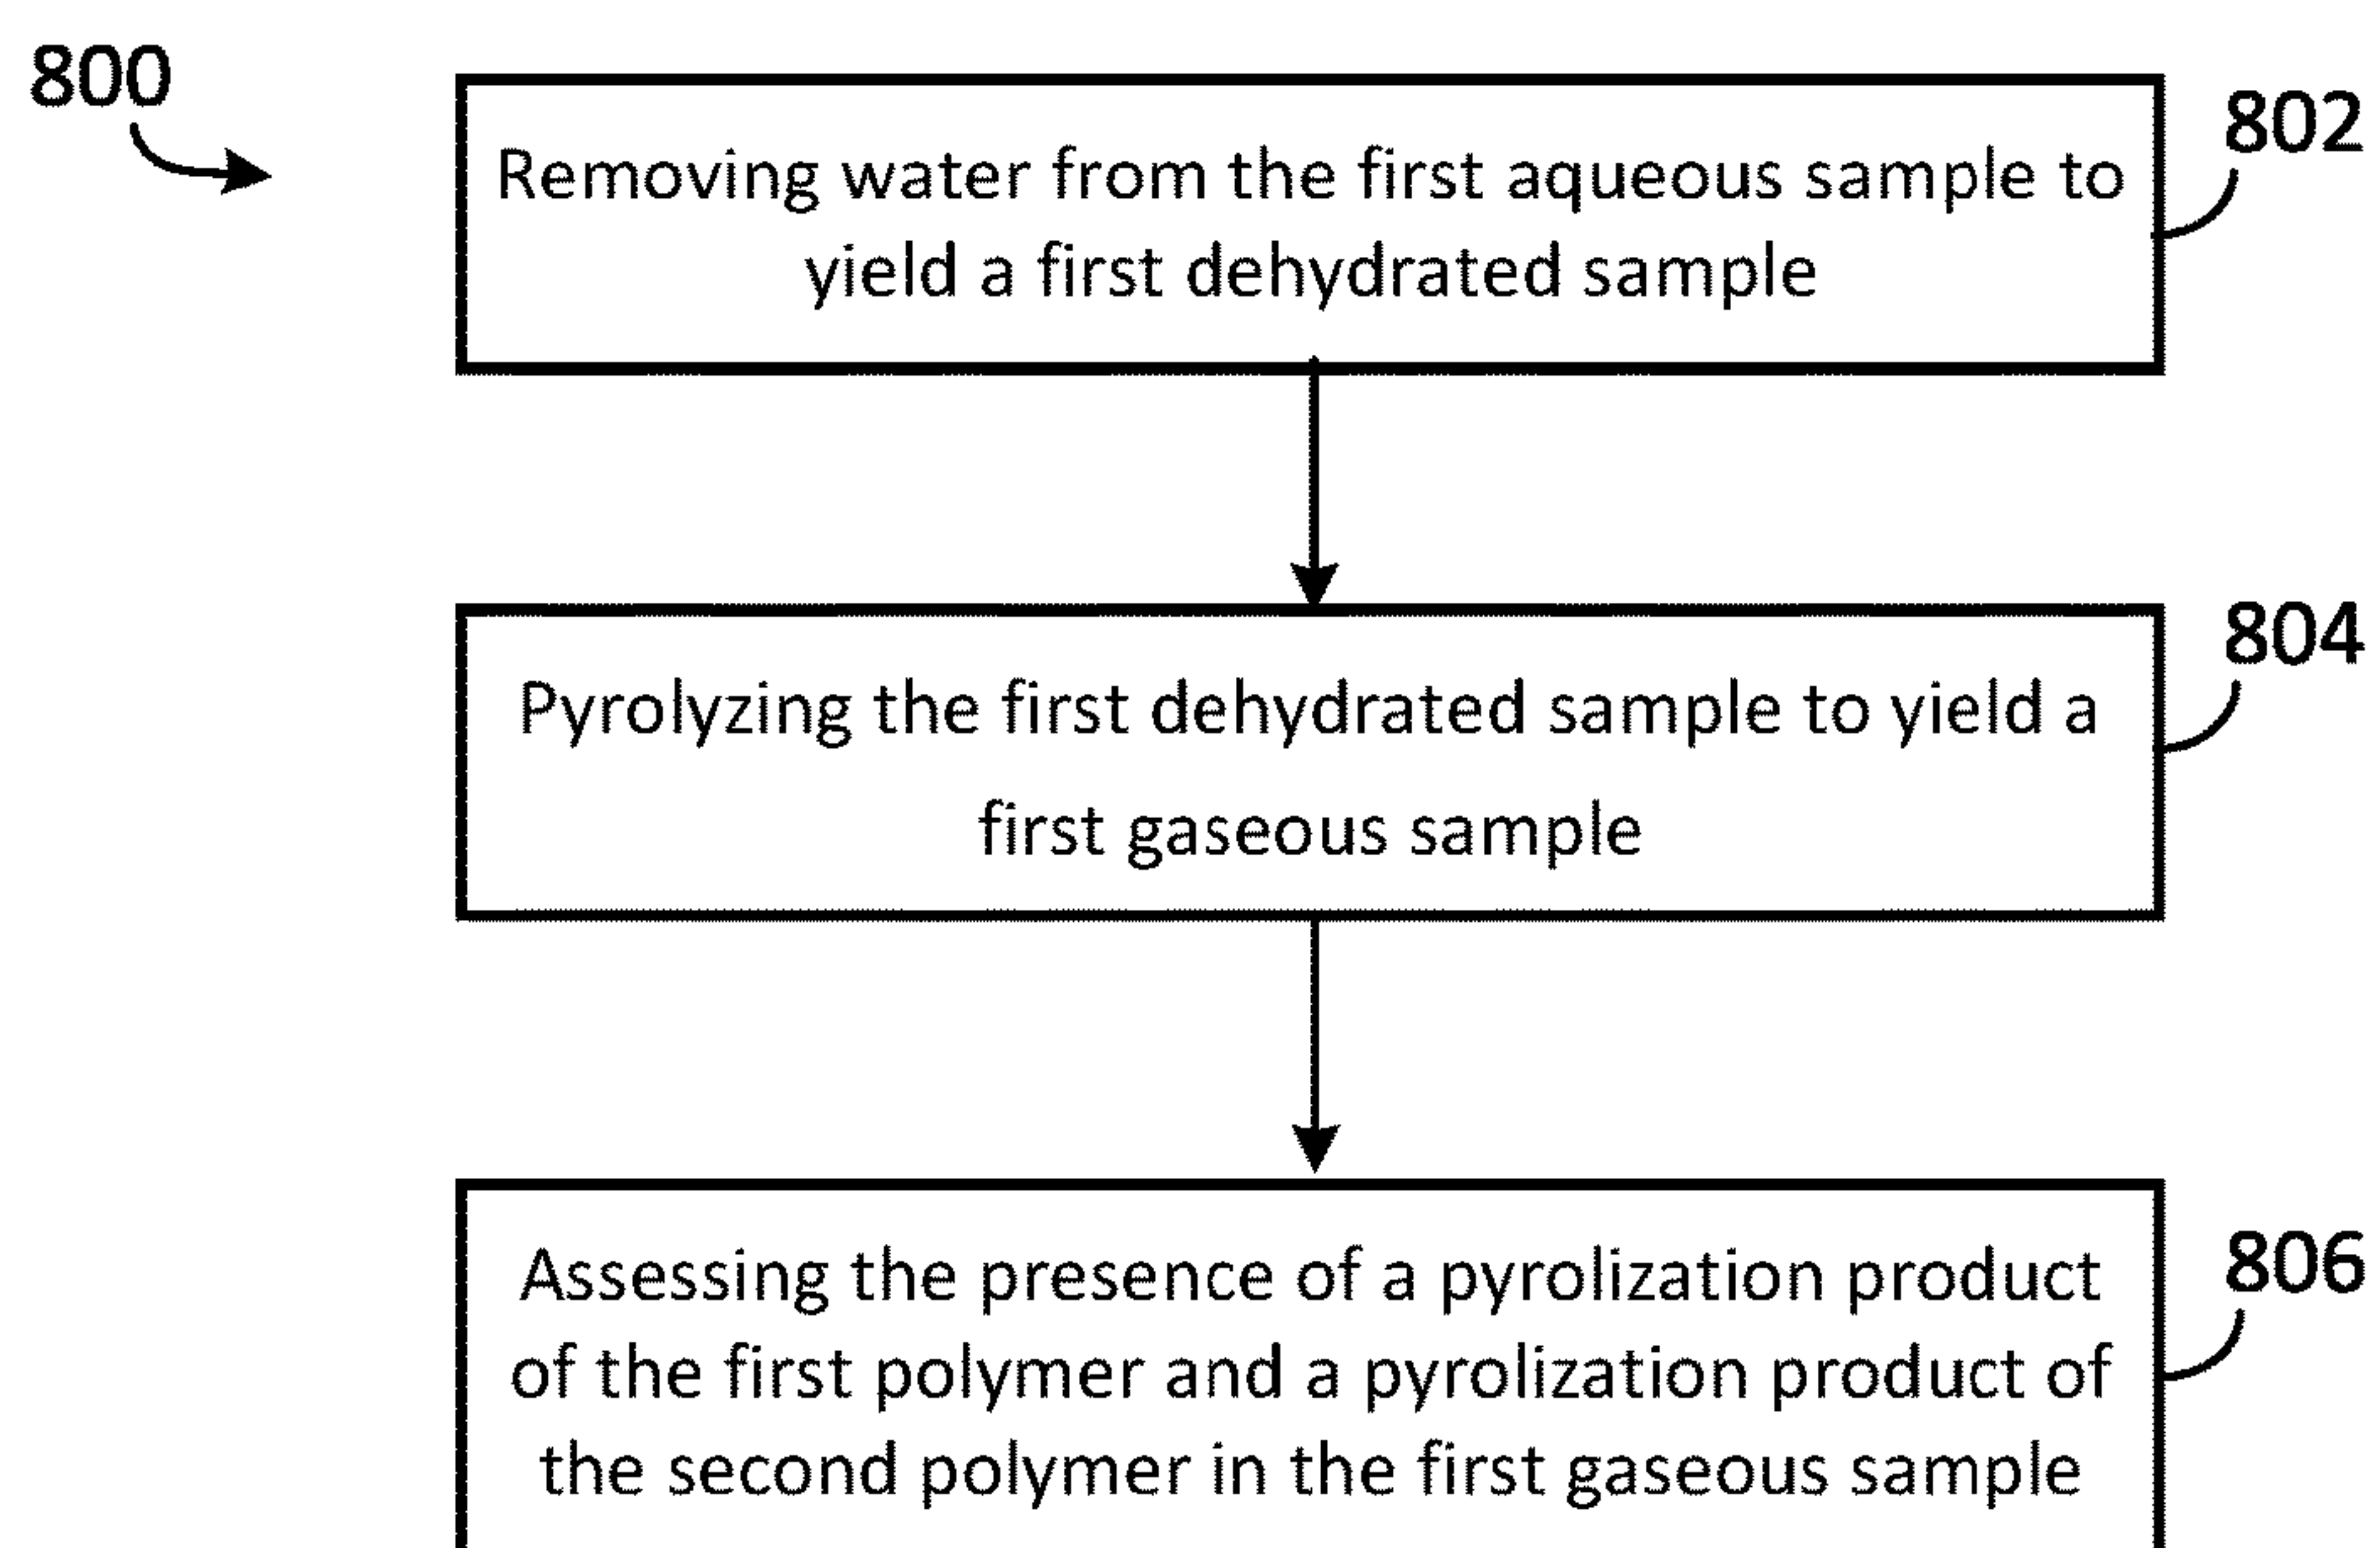 800
802
Removing water from the first aqueous sample to
yield a first dehydrated sample
804
Pyrolyzing the first dehydrated sample to yield a
first gaseous sample
806
Assessing the presence of a pyrolization product
of the first polymer and a pyrolization product of
the second polymer in the first gaseous sample